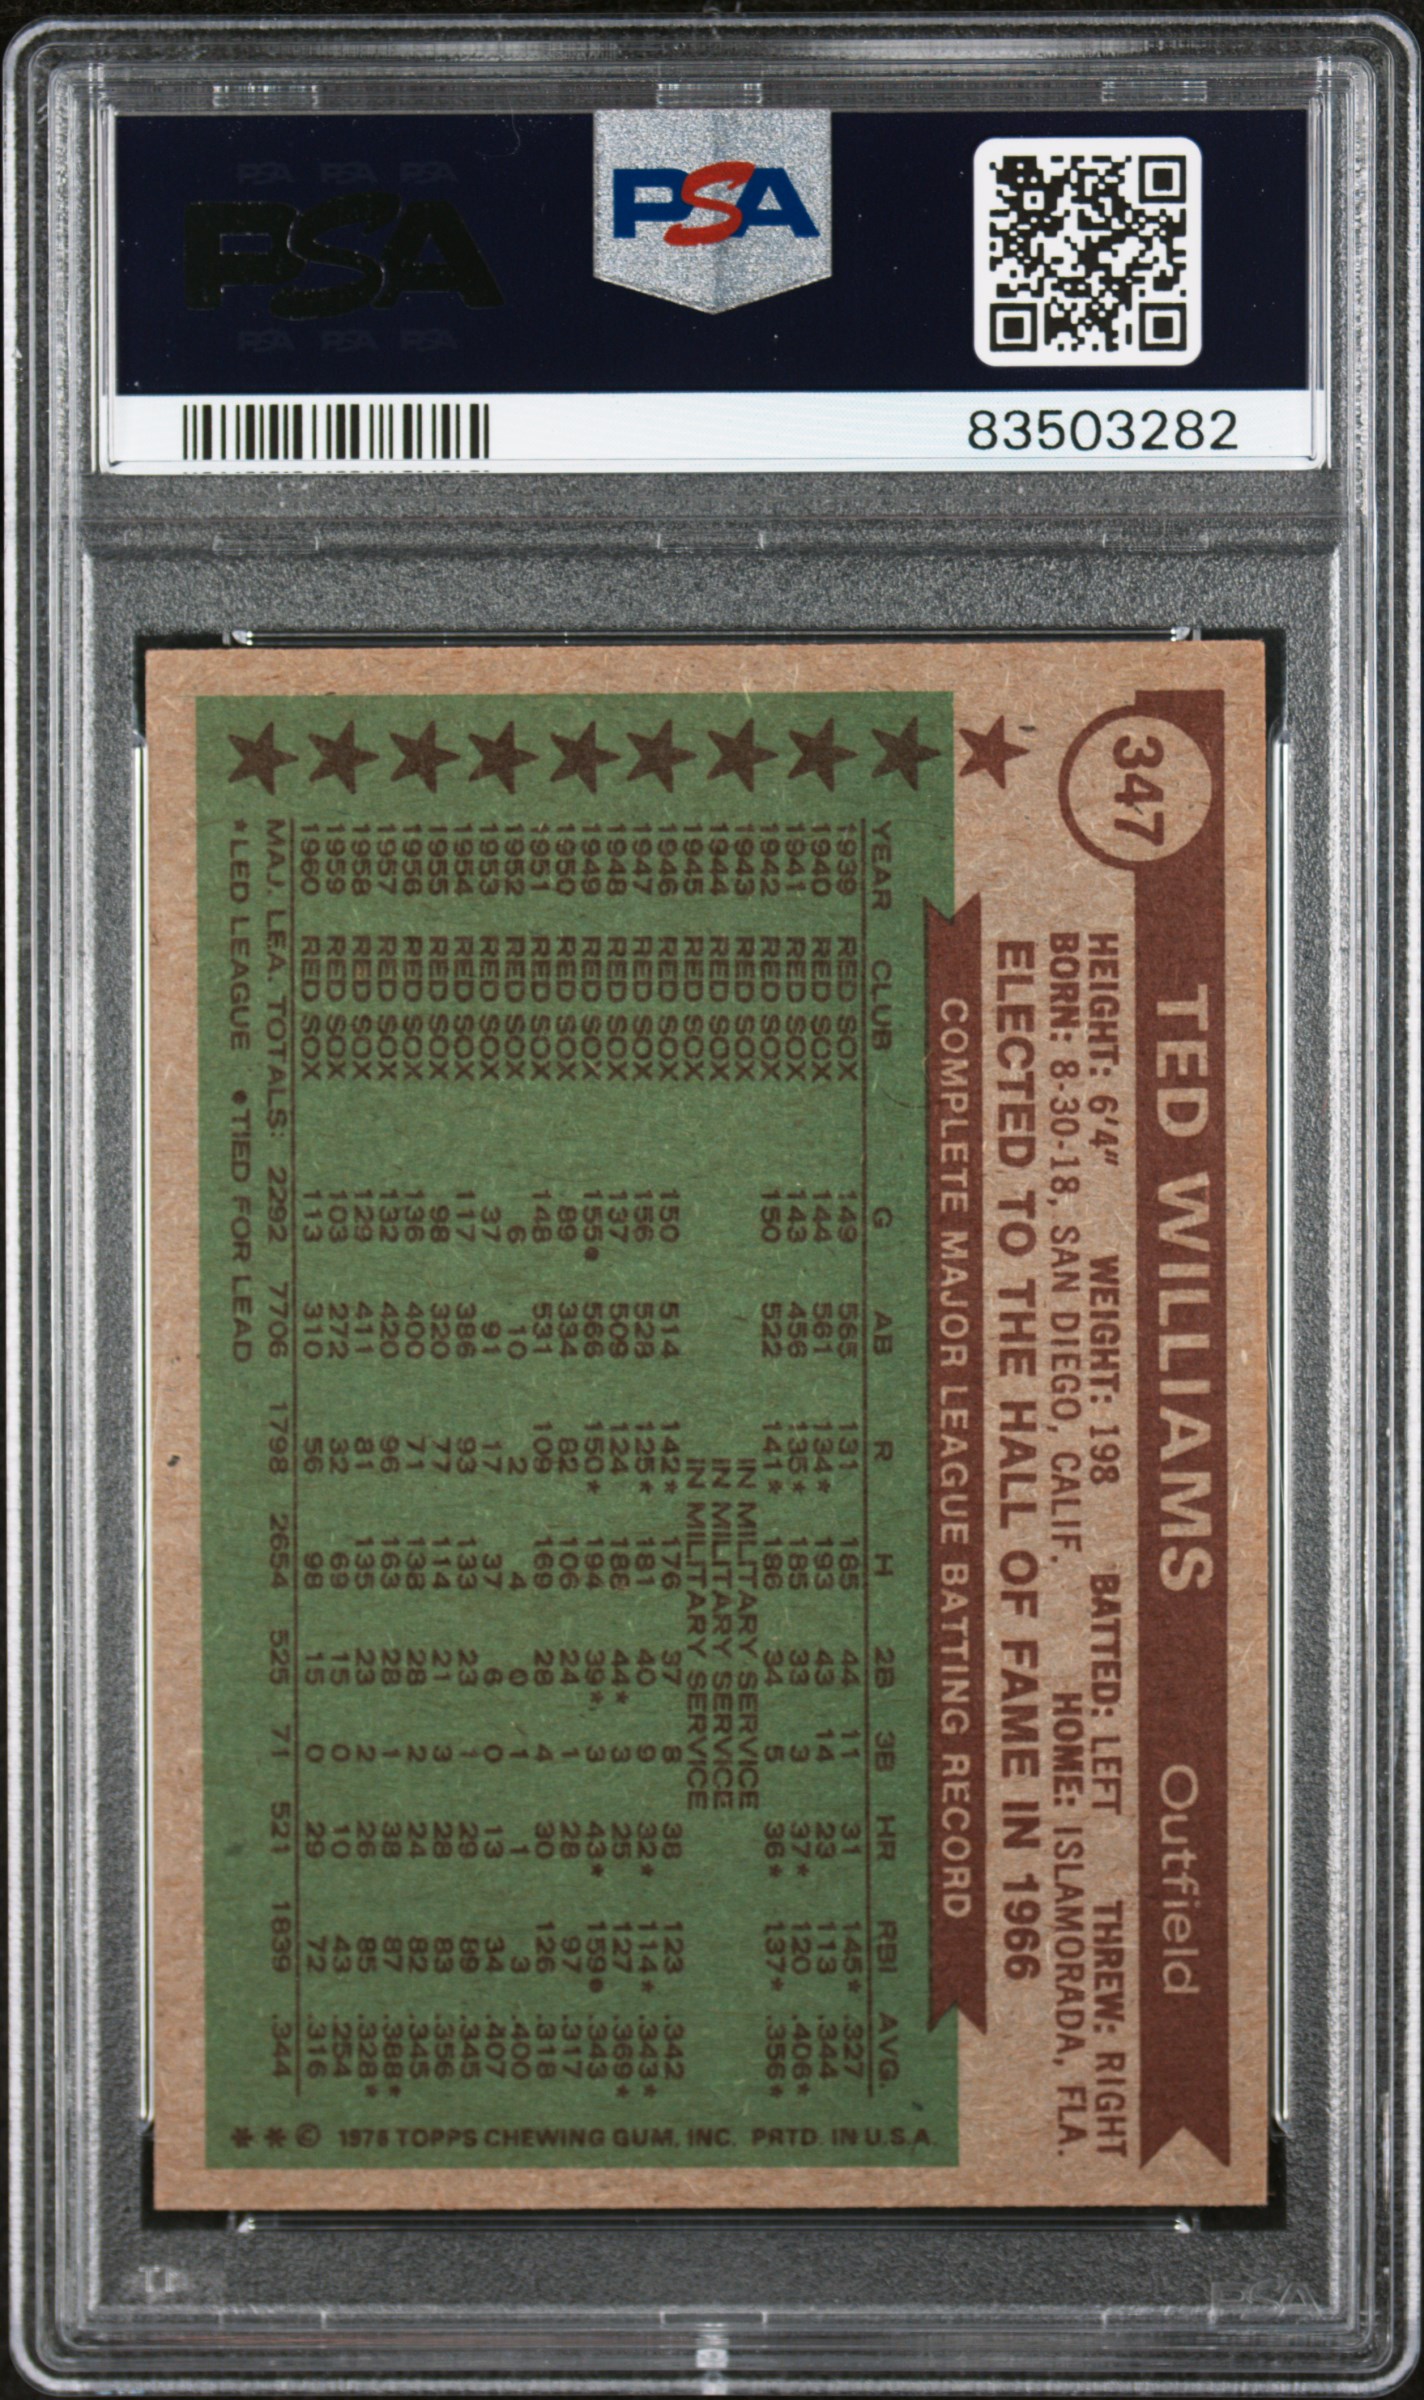 PSA PSA PSA
PSA
PSA PSA PSA
PSA
83503282
347
TED WILLIAMS Outfield
HEIGHT: 6'4" WEIGHT: 198 BATTED: LEFT THREW: RIGHT
BORN: 8-30-18, SAN DIEGO, CALIF. HOME: ISLAMORADA, FLA.
ELECTED TO THE HALL OF FAME IN 1966
COMPLETE MAJOR LEAGUE BATTING RECORD
YEAR CLUB G AB R H 2B 3B HR RBI AVG.
1939 RED SOX 149 565 131 185 44 11 31 145* .327
1940 RED SOX 144 561 134* 193 43 14 23 113 .344
1941 RED SOX 143 456 135* 185 33 3 37* 120 .406*
1942 RED SOX 150 522 141* 186 34 5 36* 137* .356*
1943 RED SOX IN MILITARY SERVICE
1944 RED SOX IN MILITARY SERVICE
1945 RED SOX IN MILITARY SERVICE
1946 RED SOX 150 514 142* 176 37 8 38 123 .342
1947 RED SOX 156 528 125* 181 40 9 32* 114* .343*
1948 RED SOX 137 509 124 188 44* 3 25 127 .369*
1949 RED SOX 155• 566 150* 194 39* 3 43* 159• .343
1950 RED SOX 89 334 82 106 24 1 28 97 .317
1951 RED SOX 148 531 109 169 28 4 30 126 .318
1952 RED SOX 6 10 2 4 0 1 1 3 .400
1953 RED SOX 37 91 17 37 6 0 13 34 .407
1954 RED SOX 117 386 93 133 23 1 29 89 .345
1955 RED SOX 98 320 77 114 21 3 28 83 .356
1956 RED SOX 136 400 71 138 28 2 24 82 .345
1957 RED SOX 132 420 96 163 28 1 38 87 .388*
1958 RED SOX 129 411 81 135 23 2 26 85 .328*
1959 RED SOX 103 272 32 69 15 0 10 43 .254
1960 RED SOX 113 310 56 98 15 0 29 72 .316
MAJ. LEA. TOTALS: 2292 7706 1798 2654 525 71 521 1839 .344
*LED LEAGUE •TIED FOR LEAD
* * © 1976 TOPPS CHEWING GUM, INC. PRTD. IN U.S.A.
PSA